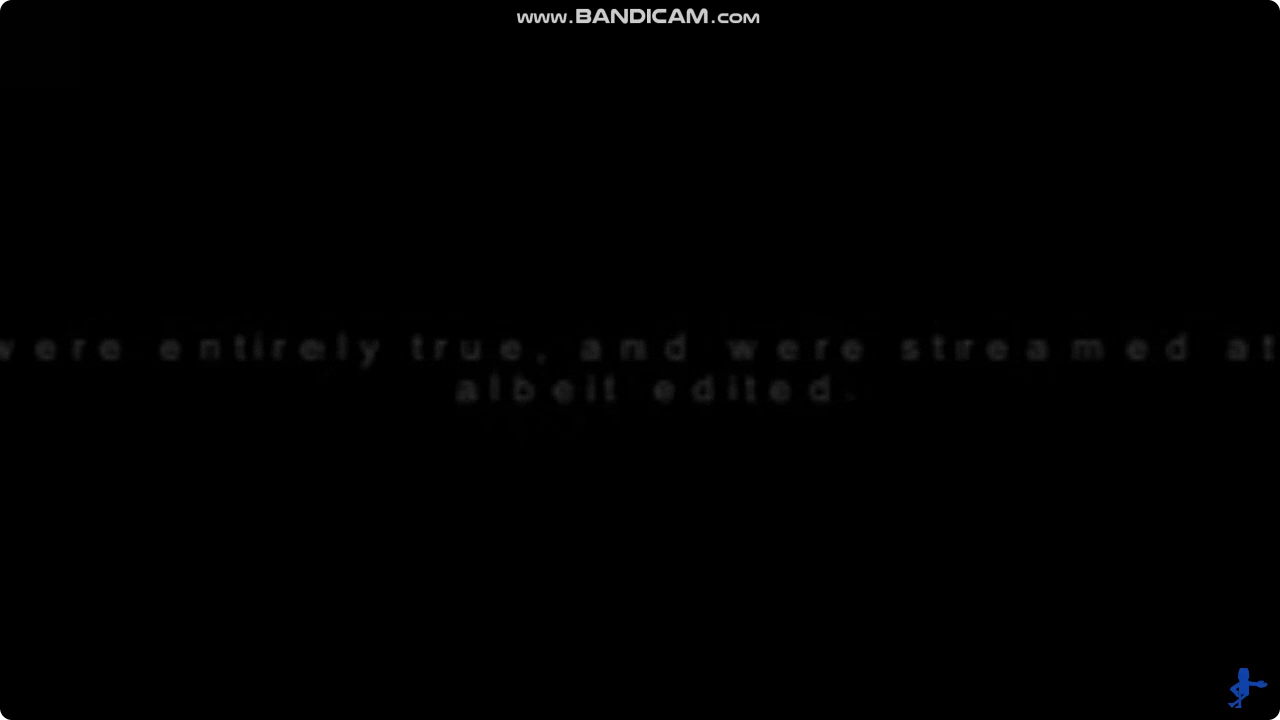 www.BANDICAM.com
were entirely true, and were streamed at
albeit edited.